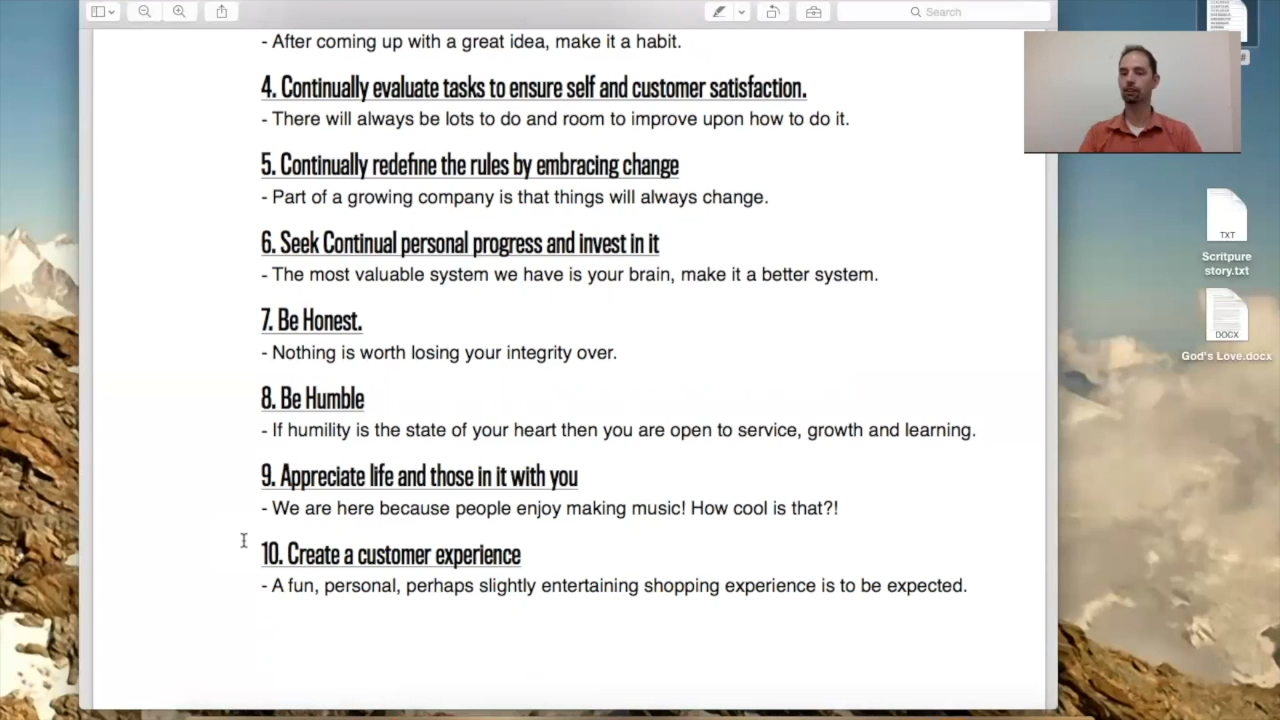 Search
- After coming up with a great idea, make it a habit.
4. Continually evaluate tasks to ensure self and customer satisfaction.
- There will always be lots to do and room to improve upon how to do it.
5. Continually redefine the rules by embracing change
- Part of a growing company is that things will always change.
6. Seek Continual personal progress and invest in it
- The most valuable system we have is your brain, make it a better system.
7. Be Honest.
- Nothing is worth losing your integrity over.
8. Be Humble
- If humility is the state of your heart then you are open to service, growth and learning.
9. Appreciate life and those in it with you
- We are here because people enjoy making music! How cool is that?!
10. Create a customer experience
- A fun, personal, perhaps slightly entertaining shopping experience is to be expected.
TXT
Scritpure
story.txt
DOCX
God's Love.docx